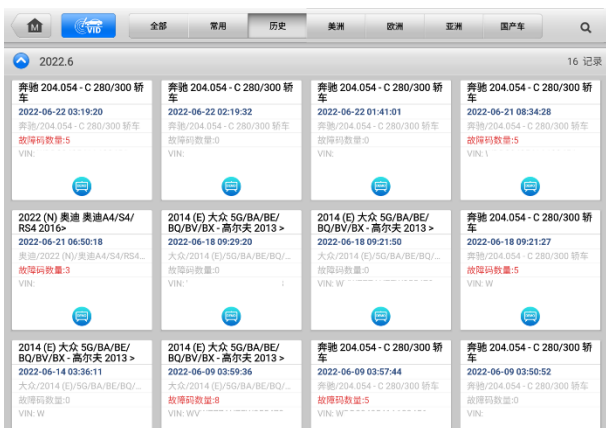 M
VID
全部
常用
历史
美洲
欧洲
亚洲
国产车
2022.6
16 记录
奔驰 204.054 - C 280/300 轿
车
2022-06-22 03:19:20
奔驰/204.054 - C 280/300 轿车
故障码数量:5
VIN:
奔驰 204.054 - C 280/300 轿
车
2022-06-22 02:19:32
奔驰/204.054 - C 280/300 轿车
故障码数量:0
VIN:
奔驰 204.054 - C 280/300 轿
车
2022-06-22 01:41:01
奔驰/204.054 - C 280/300 轿车
故障码数量:0
VIN:
奔驰 204.054 - C 280/300 轿
车
2022-06-21 08:34:28
奔驰/204.054 - C 280/300 轿车
故障码数量:5
VIN:
2022 (N) 奥迪 奥迪A4/S4/
RS4 2016>
2022-06-21 06:50:18
奥迪/2022 (N)/奥迪A4/S4/RS4...
故障码数量:3
VIN:
2014 (E) 大众 5G/BA/BE/
BQ/BV/BX - 高尔夫 2013 >
2022-06-18 09:29:20
大众/2014 (E)/5G/BA/BE/BQ/...
故障码数量:0
VIN:
2014 (E) 大众 5G/BA/BE/
BQ/BV/BX - 高尔夫 2013 >
2022-06-18 09:21:50
大众/2014 (E)/5G/BA/BE/BQ/...
故障码数量:0
VIN: W
奔驰 204.054 - C 280/300 轿
车
2022-06-18 09:21:27
奔驰/204.054 - C 280/300 轿车
故障码数量:5
VIN: W
2014 (E) 大众 5G/BA/BE/
BQ/BV/BX - 高尔夫 2013 >
2022-06-14 03:36:11
大众/2014 (E)/5G/BA/BE/BQ/...
故障码数量:0
VIN: W
2014 (E) 大众 5G/BA/BE/
BQ/BV/BX - 高尔夫 2013 >
2022-06-09 03:59:36
大众/2014 (E)/5G/BA/BE/BQ/...
故障码数量:8
VIN: WV
奔驰 204.054 - C 280/300 轿
车
2022-06-09 03:57:44
奔驰/204.054 - C 280/300 轿车
故障码数量:5
VIN: W
奔驰 204.054 - C 280/300 轿
车
2022-06-09 03:50:52
奔驰/204.054 - C 280/300 轿车
故障码数量:0
VIN: